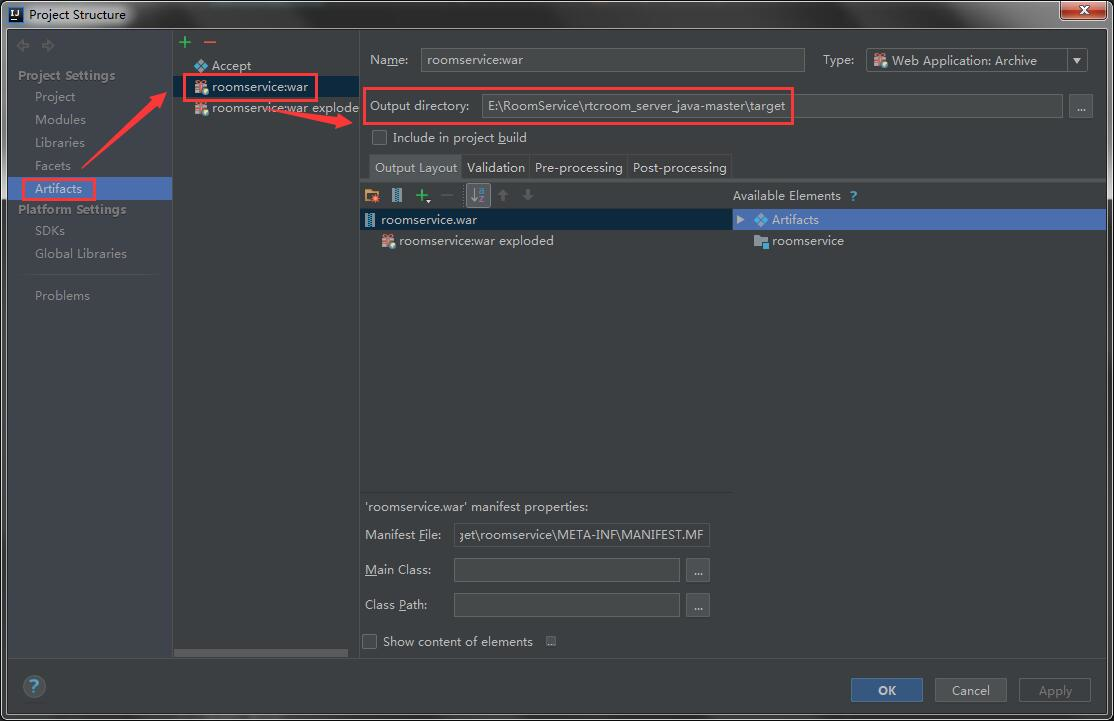 Project Structure
Project Settings
Project
Modules
Libraries
Facets
Artifacts
Platform Settings
SDKs
Global Libraries
Problems
Accept
roomservice:war
roomservice:war explode
Name:
roomservice:war
Type:
Web Application: Archive
Output directory:
E:\RoomService\rtcroom_server_java-master\target
...
Include in project build
Output Layout
Validation
Pre-processing
Post-processing
Available Elements ?
roomservice.war
roomservice:war exploded
Artifacts
roomservice
'roomservice.war' manifest properties:
Manifest File:
get\roomservice\META-INF\MANIFEST.MF
Main Class:
...
Class Path:
...
Show content of elements
...
?
OK
Cancel
Apply